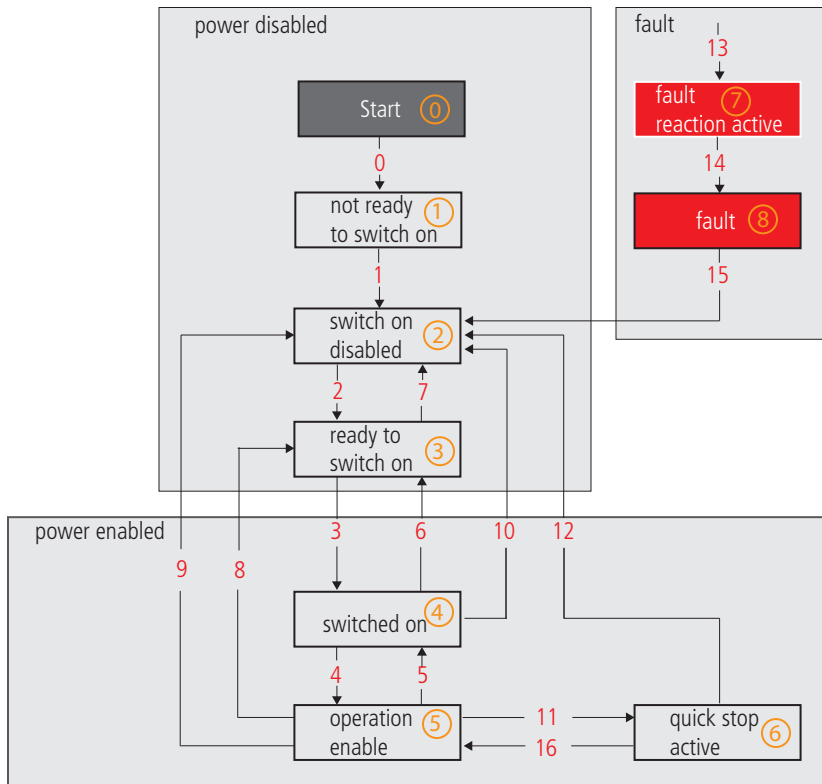 power disabled
fault
13
Start 0
fault 7
reaction active
0
14
not ready 1
to switch on
fault 8
1
15
switch on 2
disabled
2 7
ready to 3
switch on
power enabled
3 6 10 12
9 8
switched on 4
4 5
operation 5
enable
11
16
quick stop 6
active